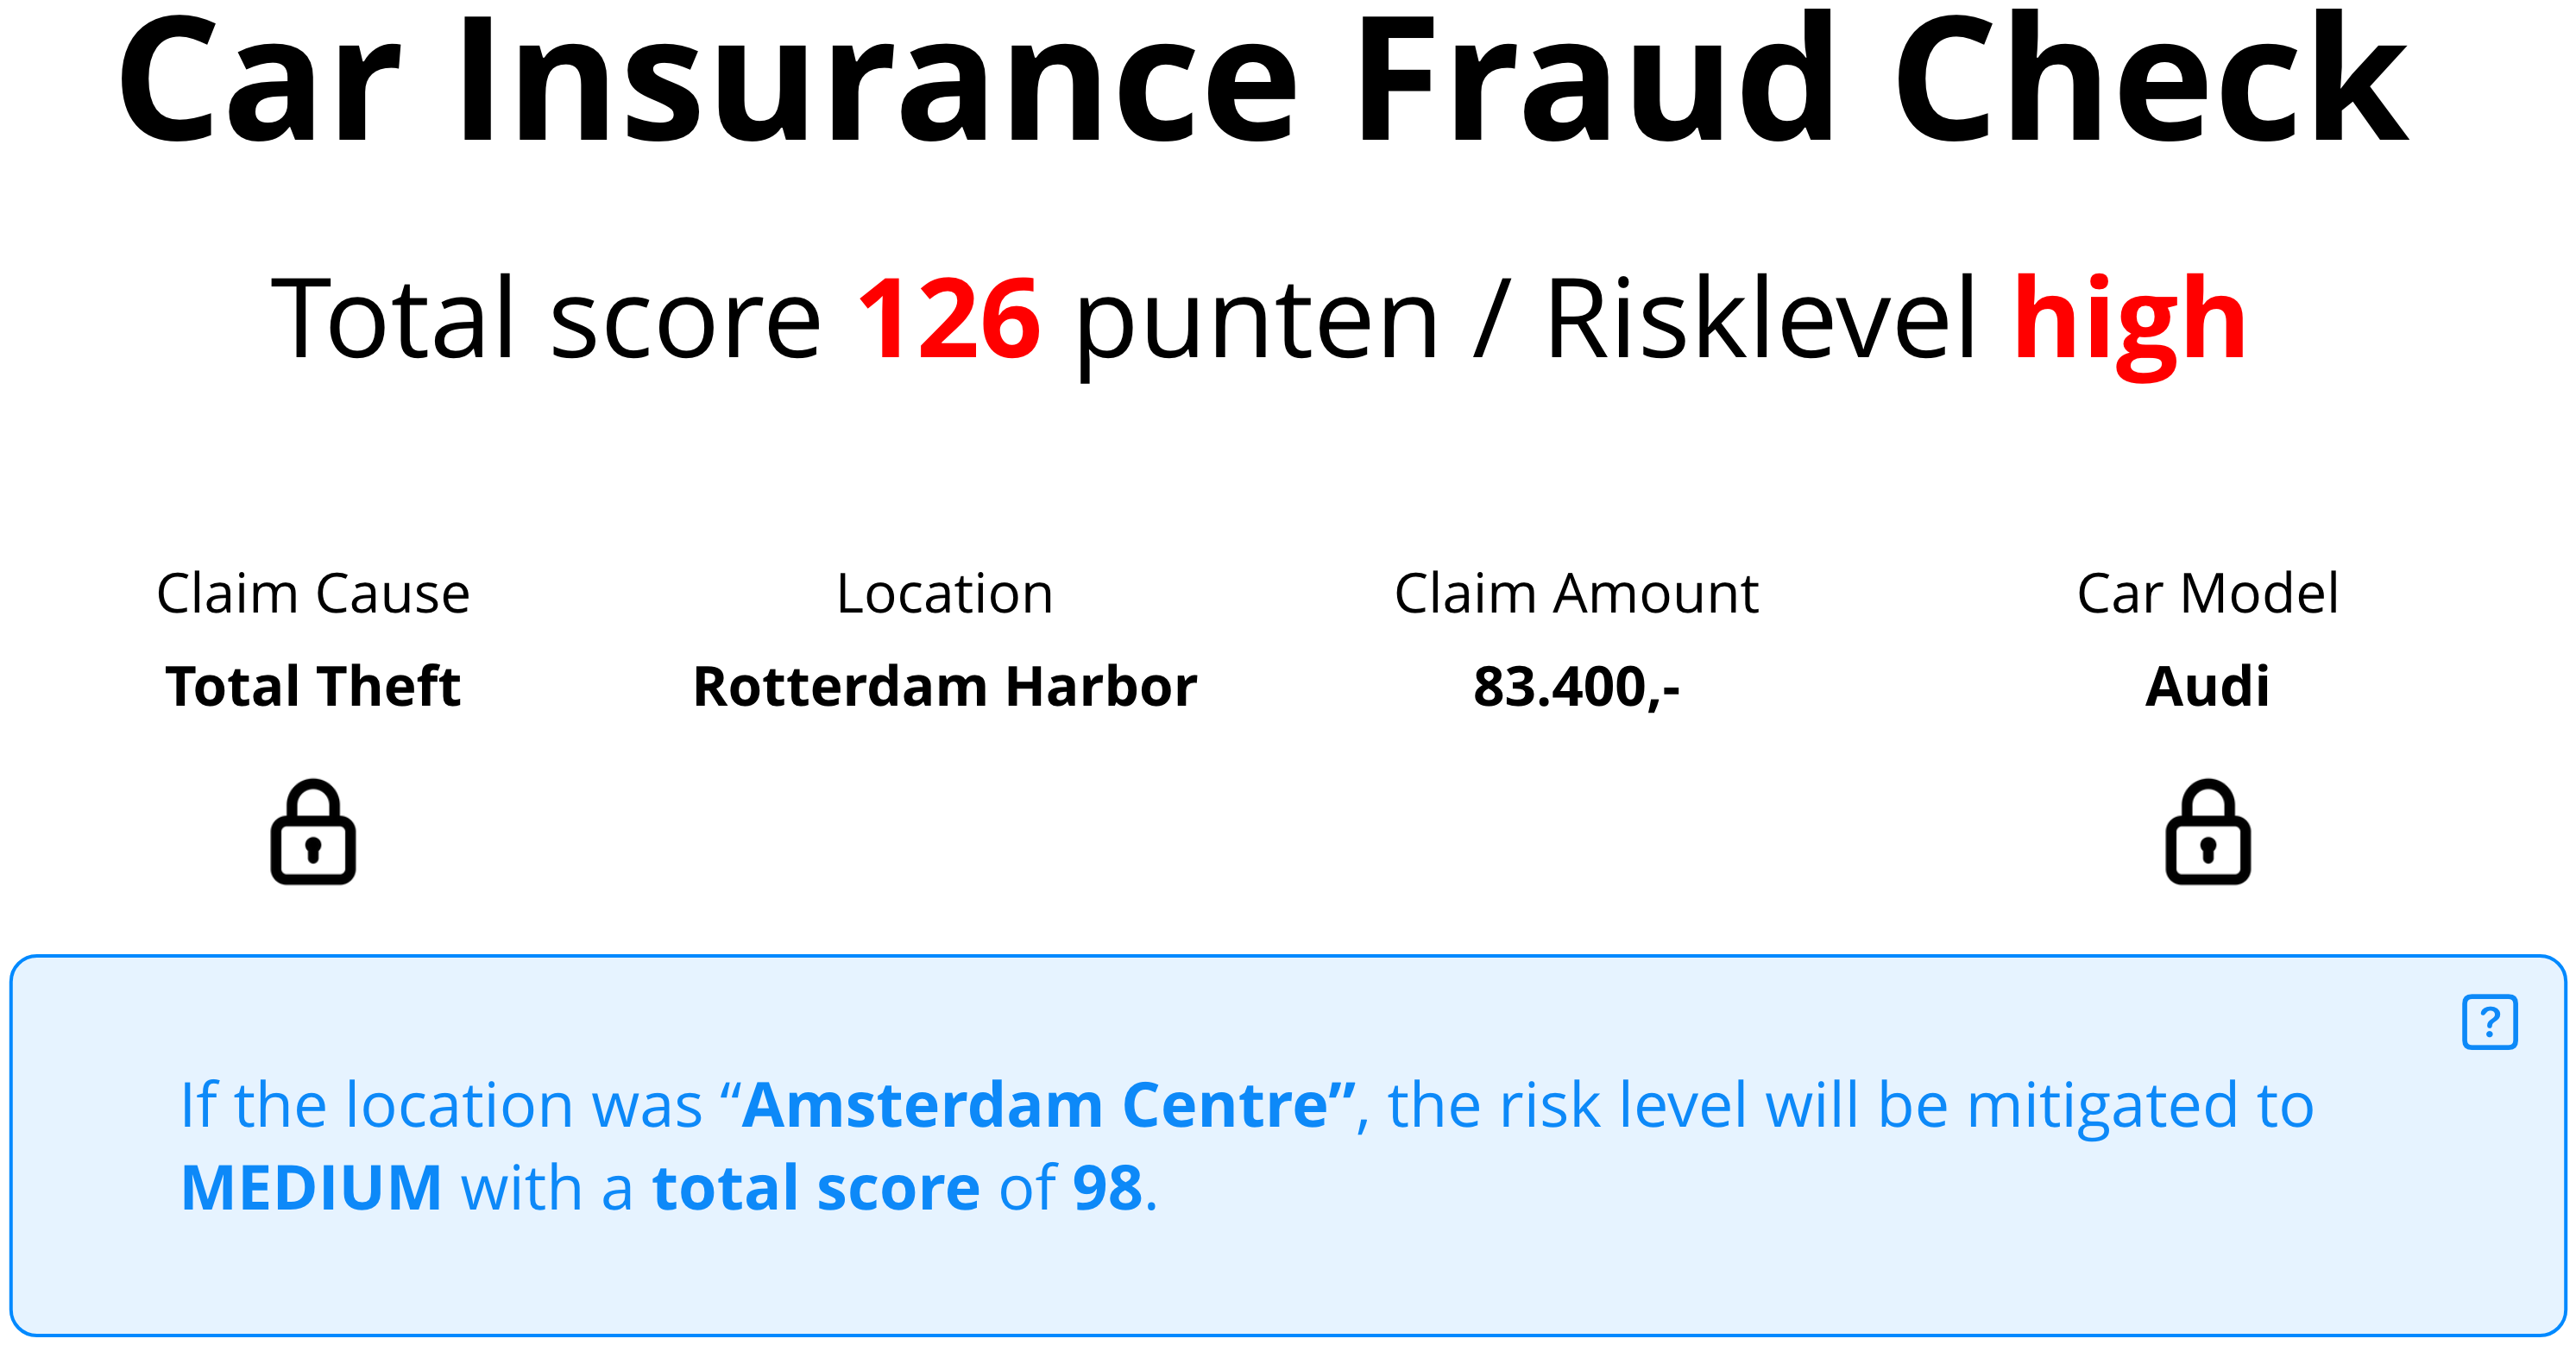 Car Insurance Fraud Check
Total score 126 punten / Risklevel high
Claim Cause Location Claim Amount Car Model
Total Theft Rotterdam Harbor 83.400,- Audi
?
If the location was “Amsterdam Centre”, the risk level will be mitigated to
MEDIUM with a total score of 98.